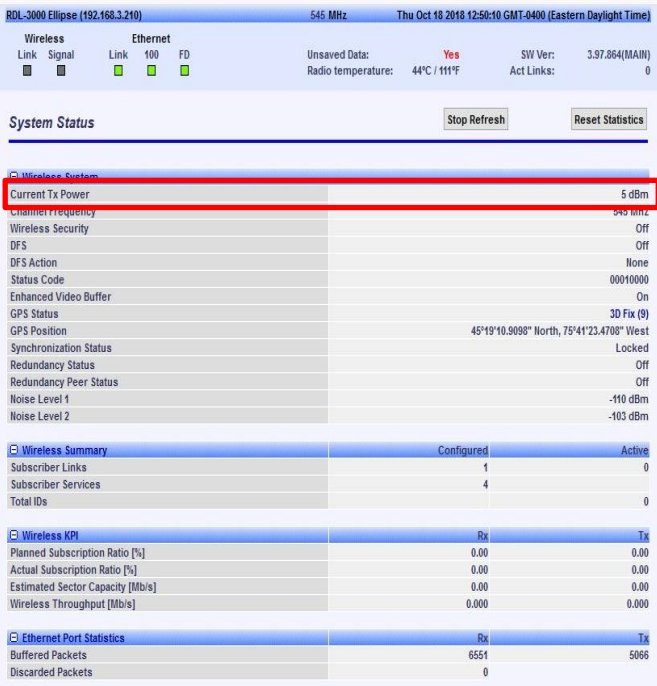 RDL-3000 Ellipse (192.168.3.210) 545 MHz Thu Oct 18 2018 12:50:10 GMT-0400 (Eastern Daylight Time)
Wireless Ethernet
Link Signal Link 100 FD Unsaved Data: Yes SW Ver: 3.97.864(MAIN)
Radio temperature: 44°C / 111°F Act Links: 0
System Status Stop Refresh Reset Statistics
Wireless System
Current Tx Power 5 dBm
Channel Frequency 545 MHz
Wireless Security Off
DFS Off
DFS Action None
Status Code 00010000
Enhanced Video Buffer On
GPS Status 3D Fix (9)
GPS Position 45°19'10.9098" North, 75°41'23.4708" West
Synchronization Status Locked
Redundancy Status Off
Redundancy Peer Status Off
Noise Level 1 -110 dBm
Noise Level 2 -103 dBm
Wireless Summary Configured Active
Subscriber Links 1 0
Subscriber Services 4
Total IDs 0
Wireless KPI Rx Tx
Planned Subscription Ratio [%] 0.00 0.00
Actual Subscription Ratio [%] 0.00 0.00
Estimated Sector Capacity [Mb/s] 0.00 0.00
Wireless Throughput [Mb/s] 0.000 0.000
Ethernet Port Statistics Rx Tx
Buffered Packets 6551 5066
Discarded Packets 0